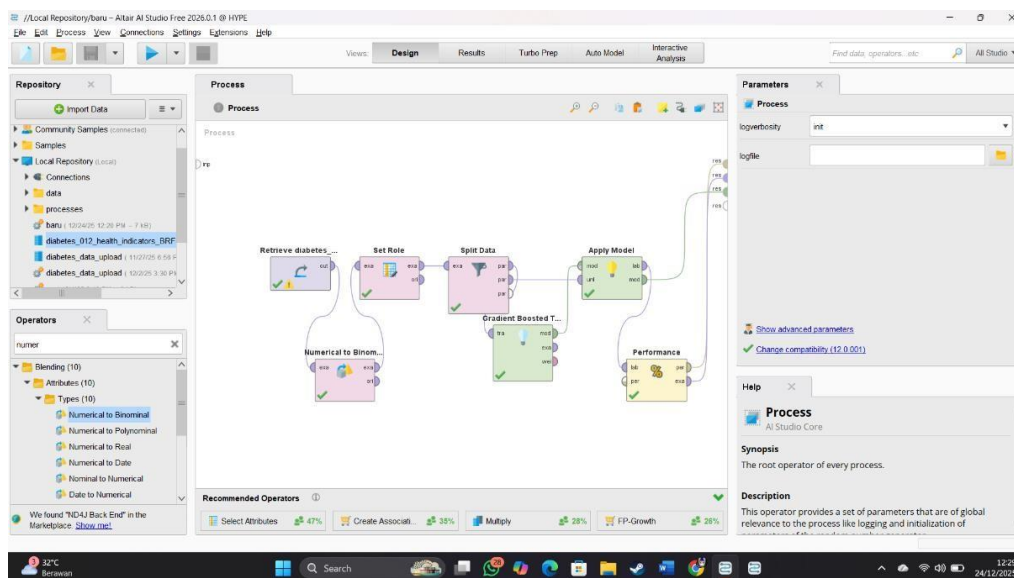 //Local Repository/baru – Altair AI Studio Free 2026.0.1 @ HYPE
File Edit Process View Connections Settings Extensions Help
Views: Design Results Turbo Prep Auto Model Interactive Analysis
Find data, operators...etc
All Studio
Repository
Import Data
Community Samples (connected)
Samples
Local Repository (Local)
Connections
data
processes
baru ( 12/24/25 12:20 PM – 7 kB)
diabetes_012_health_indicators_BRF
diabetes_data_upload ( 11/27/25 6:56 P
diabetes_data_upload ( 12/2/25 3:30 PM
Operators
numer
Blending (10)
Attributes (10)
Types (10)
Numerical to Binominal
Numerical to Polynominal
Numerical to Real
Numerical to Date
Nominal to Numerical
Date to Numerical
We found "ND4J Back End" in the
Marketplace. Show me!
Process
Process
Process
inp
res
res
res
res
Retrieve diabetes_...
out
Set Role
exa
exa
ori
Split Data
exa
par
par
par
Apply Model
mod
unl
lab
mod
Gradient Boosted T...
tra
mod
exa
wei
Numerical to Binom...
exa
exa
ori
Performance
lab
per
per
exa
Recommended Operators
Select Attributes 47%
Create Associati... 35%
Multiply 28%
FP-Growth 26%
Parameters
Process
logverbosity
init
logfile
Show advanced parameters
Change compatibility (12.0.001)
Help
Process
AI Studio Core
Synopsis
The root operator of every process.
Description
This operator provides a set of parameters that are of global
relevance to the process like logging and initialization of
3
32°C
Berawan
Search
28
12:29
24/12/2025